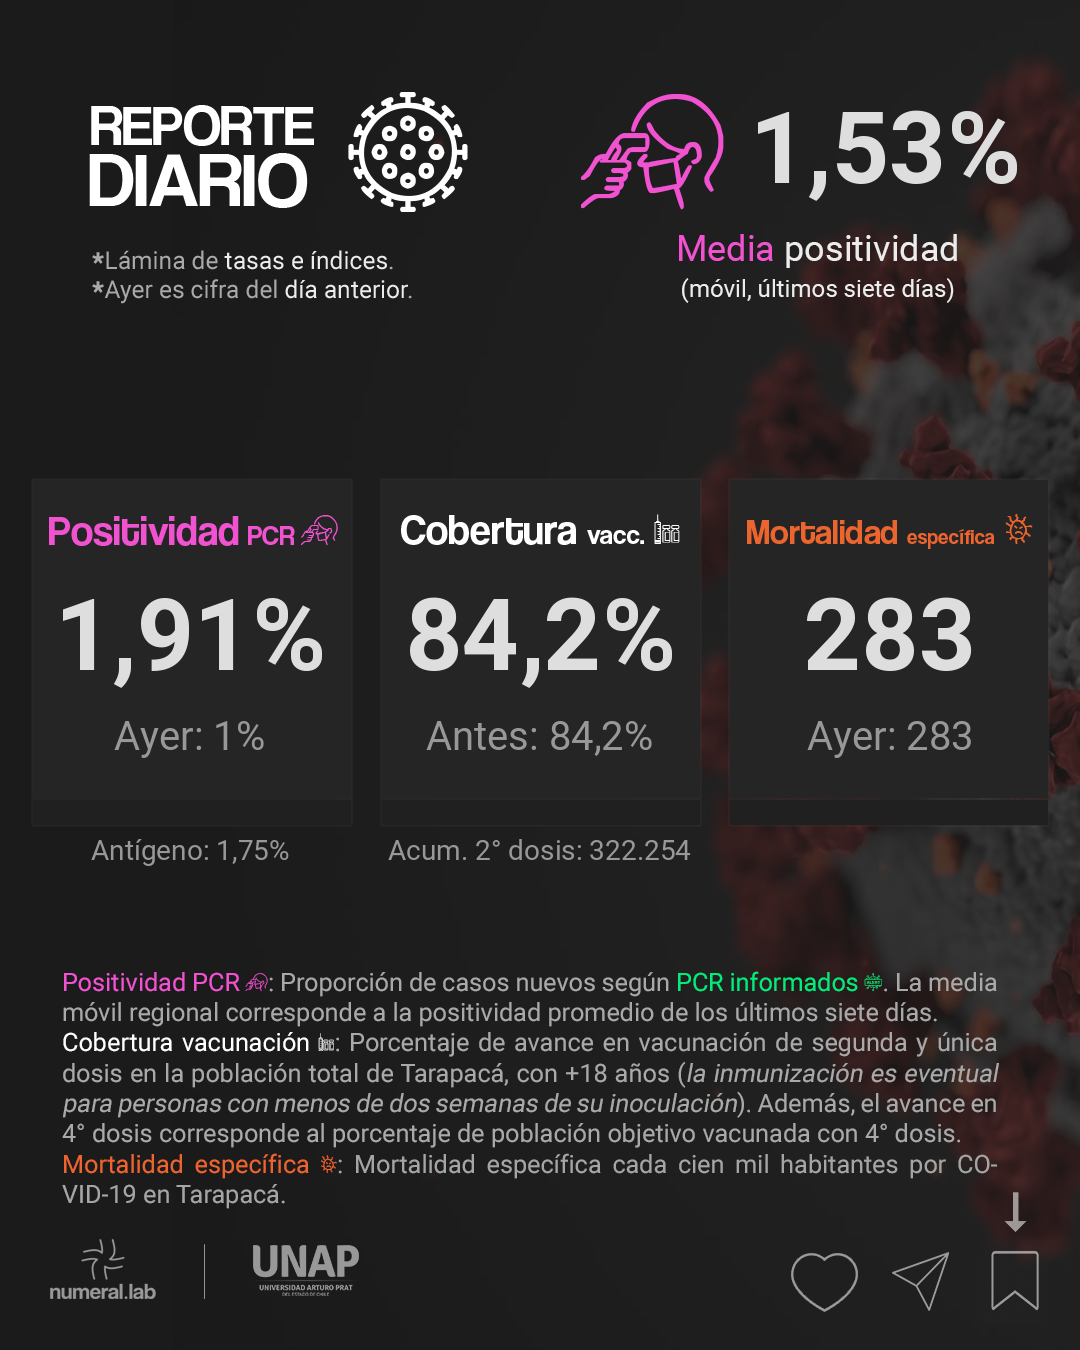 REPORTE
DIARIO
*Lámina de tasas e índices.
*Ayer es cifra del día anterior.
1,53%
Media positividad
(móvil, últimos siete días)
Positividad PCR
1,91%
Ayer: 1%
Antígeno: 1,75%
Cobertura vacc.
84,2%
Antes: 84,2%
Acum. 2° dosis: 322.254
Mortalidad específica
283
Ayer: 283
Positividad PCR : Proporción de casos nuevos según PCR informados . La media
móvil regional corresponde a la positividad promedio de los últimos siete días.
Cobertura vacunación : Porcentaje de avance en vacunación de segunda y única
dosis en la población total de Tarapacá, con +18 años (la inmunización es eventual
para personas con menos de dos semanas de su inoculación). Además, el avance en
4° dosis corresponde al porcentaje de población objetivo vacunada con 4° dosis.
Mortalidad específica : Mortalidad específica cada cien mil habitantes por CO-
VID-19 en Tarapacá.
numeral.lab
UNAP
UNIVERSIDAD ARTURO PRAT
DEL ESTADO DE CHILE